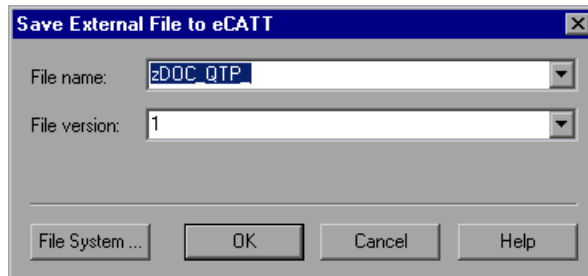 Save External File to eCATT
File name: zDOC_QTP_
File version: 1
File System ... OK Cancel Help